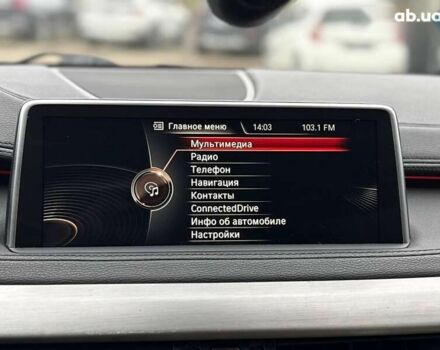 ab.ua
Главное меню 14:03 103.1 FM
Мультимедиа
Радио
Телефон
Навигация
Контакты
ConnectedDrive
Инфо об автомобиле
Настройки